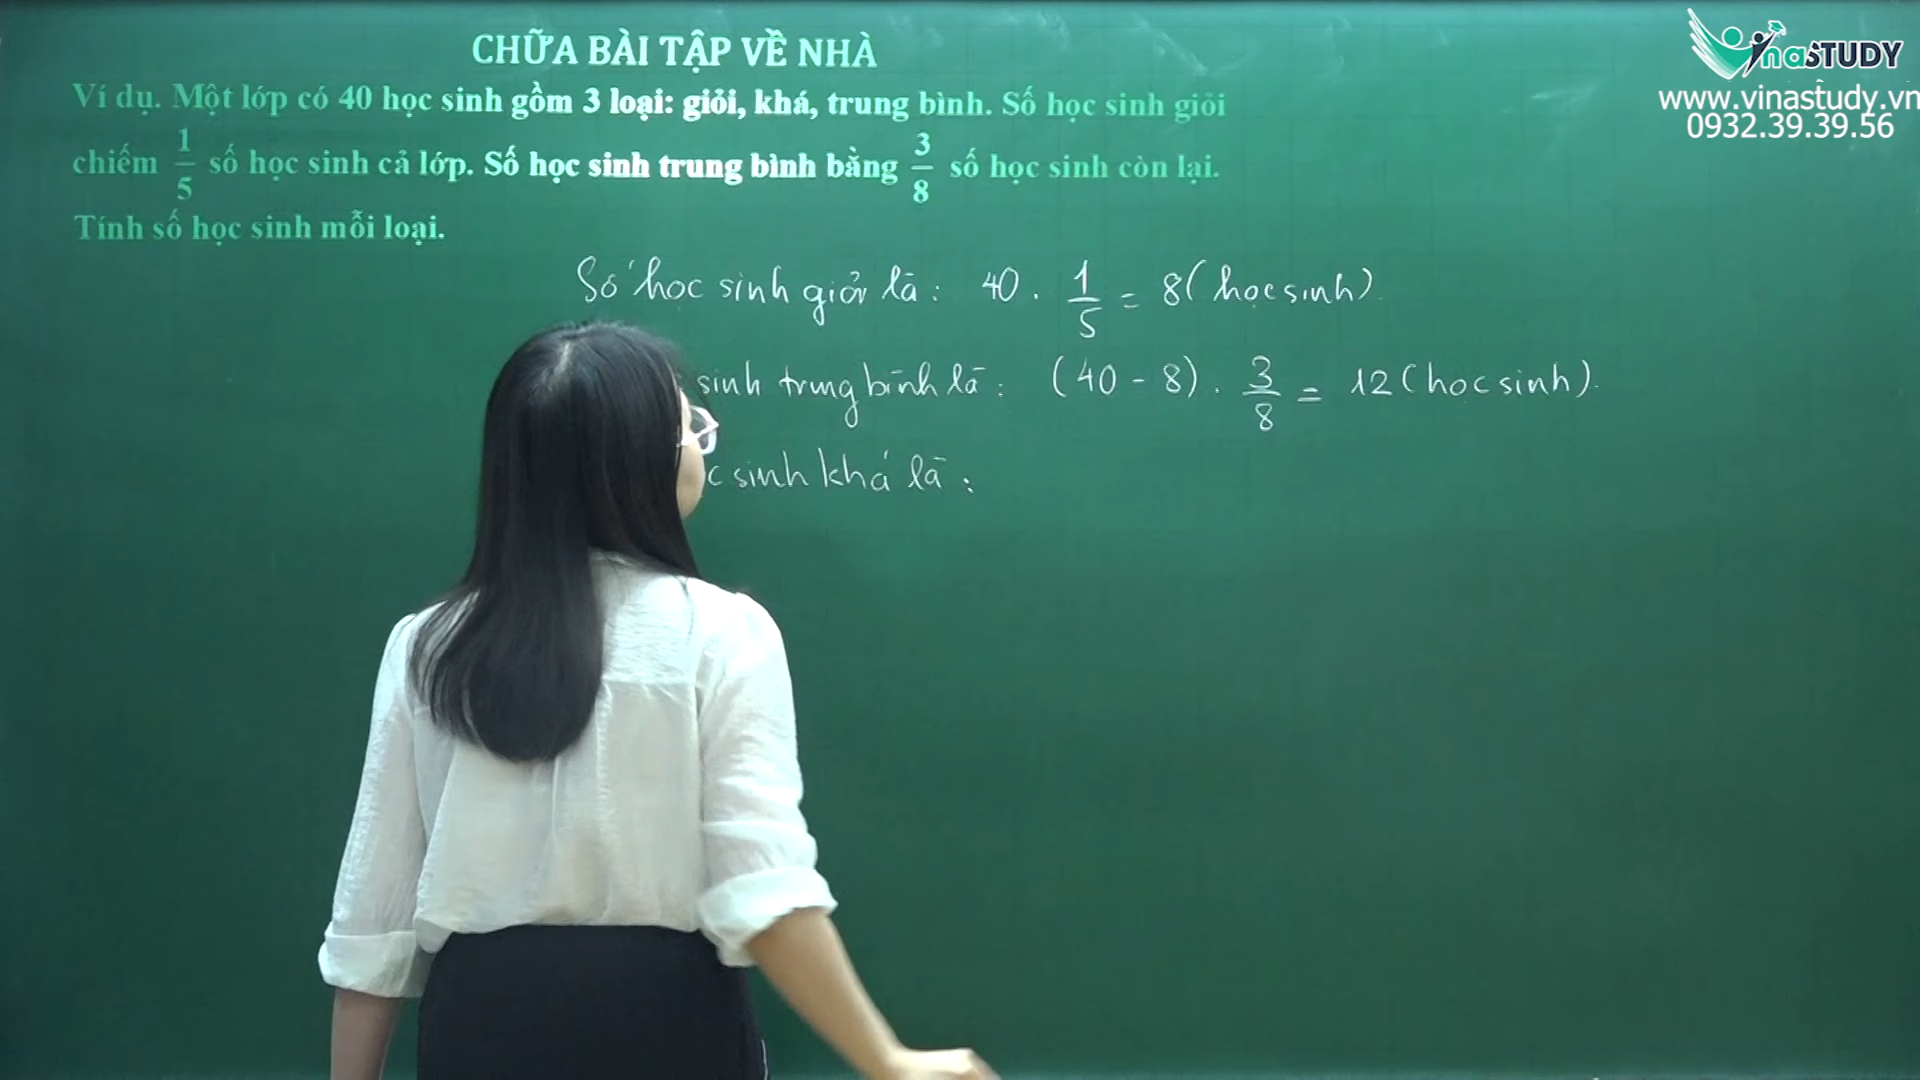 CHỮA BÀI TẬP VỀ NHÀ
VinaSTUDY
www.vinastudy.vn
0932.39.39.56
Ví dụ. Một lớp có 40 học sinh gồm 3 loại: giỏi, khá, trung bình. Số học sinh giỏi
chiếm 1/5 số học sinh cả lớp. Số học sinh trung bình bằng 3/8 số học sinh còn lại.
Tính số học sinh mỗi loại.
Số học sinh giỏi là: 40 . 1/5 = 8 (học sinh)
sinh trung bình là: (40 - 8) . 3/8 = 12 (học sinh).
c sinh khá là: